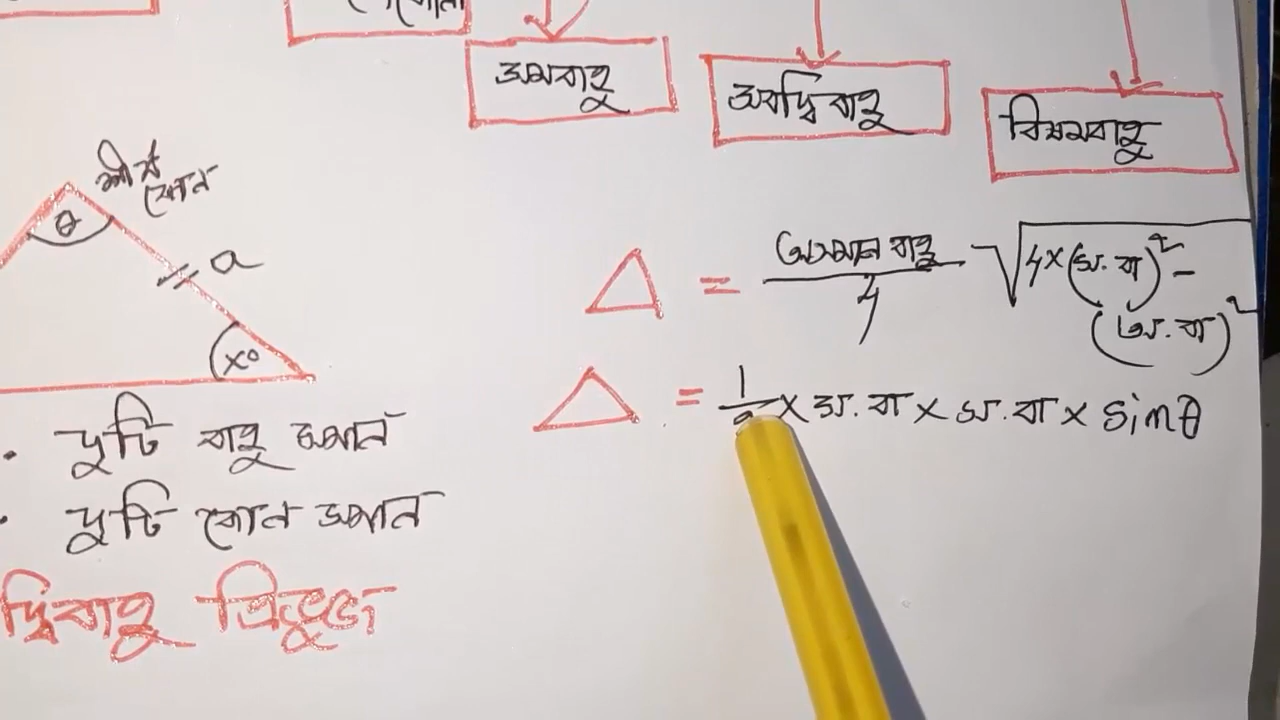 সমবাহু
সমদ্বিবাহু
বিষমবাহু
শীর্ষ
কোন
θ
a
x°
△ = অসমান বাহু/4 √4×(স.বা)² -
(অ.বা)²
△ = 1/2 × স.বা × স.বা × sinθ
· দুটি বাহু সমান
· দুটি কোন সমান
দ্বিবাহু ত্রিভুজ